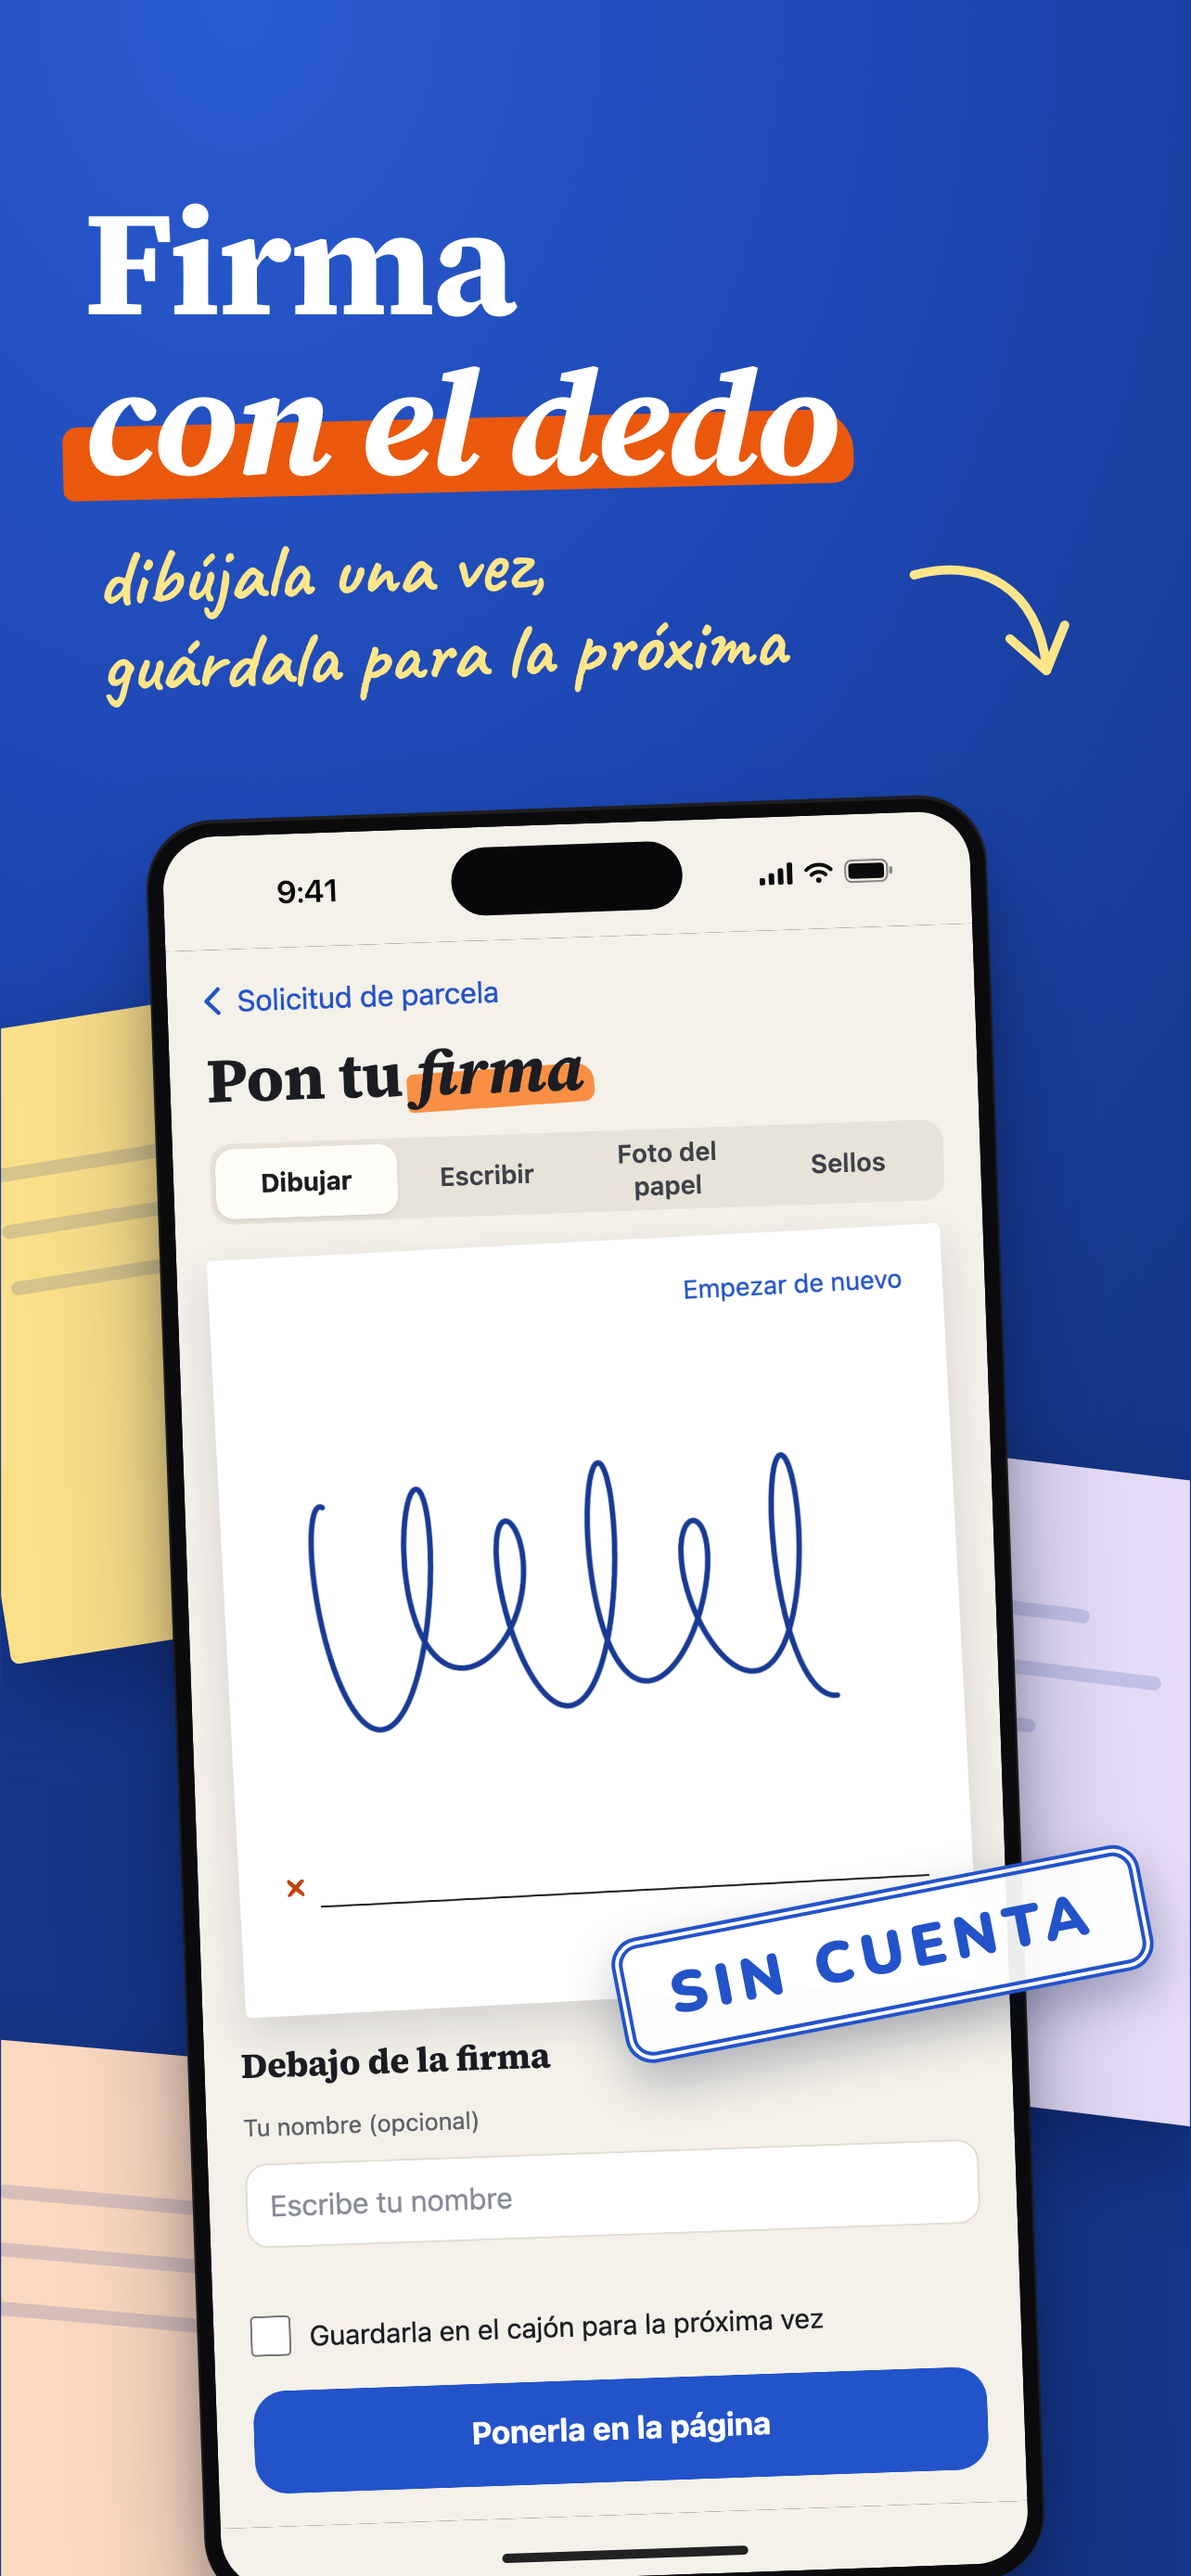 Firma
con el dedo
dibújala una vez,
guárdala para la próxima
9:41
Solicitud de parcela
Pon tu firma
Dibujar
Escribir
Foto del
papel
Sellos
Empezar de nuevo
×
SIN CUENTA
Debajo de la firma
Tu nombre (opcional)
Escribe tu nombre
Guardarla en el cajón para la próxima vez
Ponerla en la página